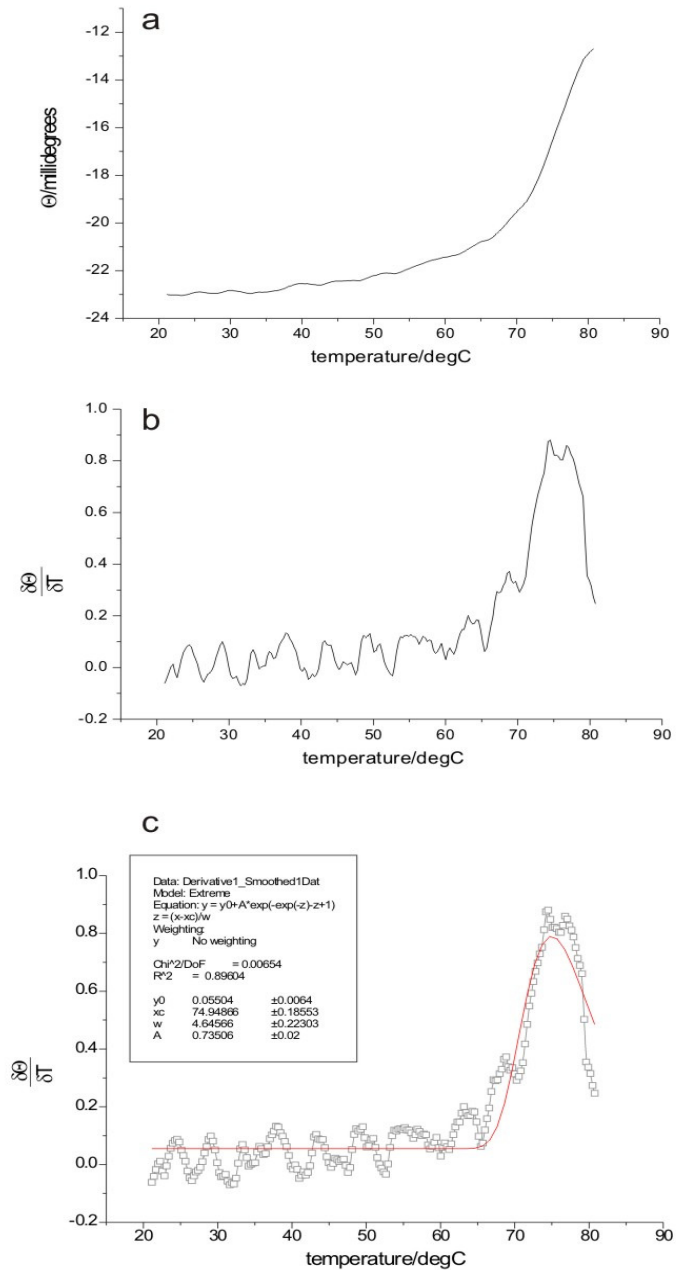 a
-12
-14
-16
-18
-20
-22
-24
Θ/millidegrees
20 30 40 50 60 70 80 90
temperature/degC
b
1.0
0.8
0.6
0.4
0.2
0.0
-0.2
δΘ
δT
20 30 40 50 60 70 80 90
temperature/degC
c
1.0
0.8
0.6
0.4
0.2
0.0
-0.2
δΘ
δT
Data: Derivative1_Smoothed1Dat
Model: Extreme
Equation: y = y0+A*exp(-exp(-z)-z+1)
z = (x-xc)/w
Weighting:
y No weighting
Chi^2/DoF = 0.00654
R^2 = 0.89604
y0 0.05504 ±0.0064
xc 74.94866 ±0.18553
w 4.64566 ±0.22303
A 0.73506 ±0.02
20 30 40 50 60 70 80 90
temperature/degC